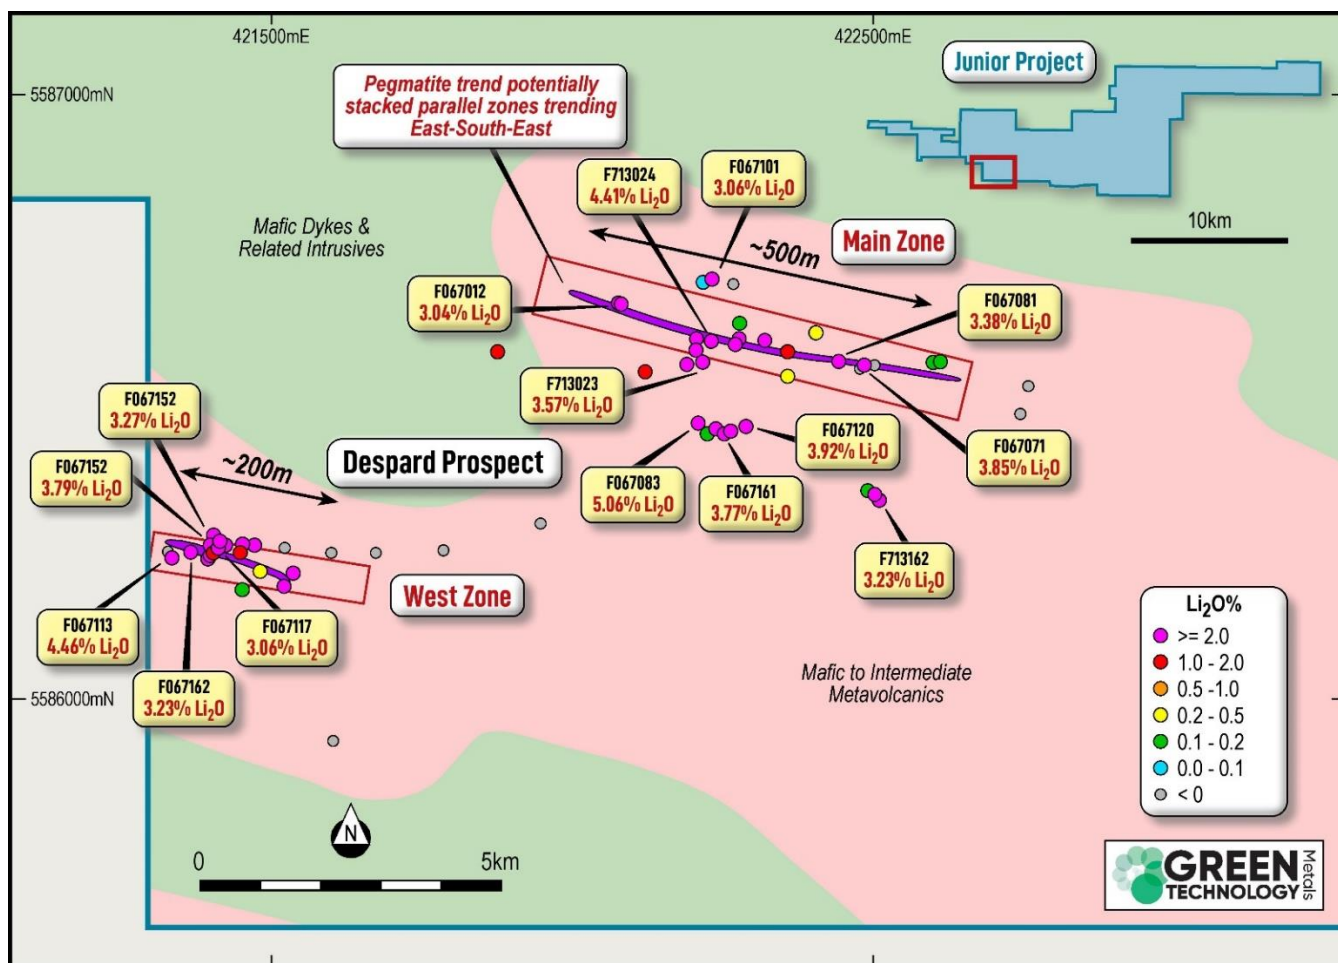 421500mE
422500mE
5587000mN
5586000mN
Junior Project
10km
Pegmatite trend potentially
stacked parallel zones trending
East-South-East
Mafic Dykes &
Related Intrusives
F713024
4.41% Li₂O
F067101
3.06% Li₂O
Main Zone
~500m
F067012
3.04% Li₂O
F067081
3.38% Li₂O
F713023
3.57% Li₂O
F067152
3.27% Li₂O
F067152
3.79% Li₂O
~200m
Despard Prospect
F067083
5.06% Li₂O
F067161
3.77% Li₂O
F067120
3.92% Li₂O
F067071
3.85% Li₂O
F713162
3.23% Li₂O
West Zone
F067113
4.46% Li₂O
F067162
3.23% Li₂O
F067117
3.06% Li₂O
Mafic to Intermediate
Metavolcanics
Li₂O%
>= 2.0
1.0 - 2.0
0.5 -1.0
0.2 - 0.5
0.1 - 0.2
0.0 - 0.1
< 0
N
0
5km
GREEN
TECHNOLOGY
Metals